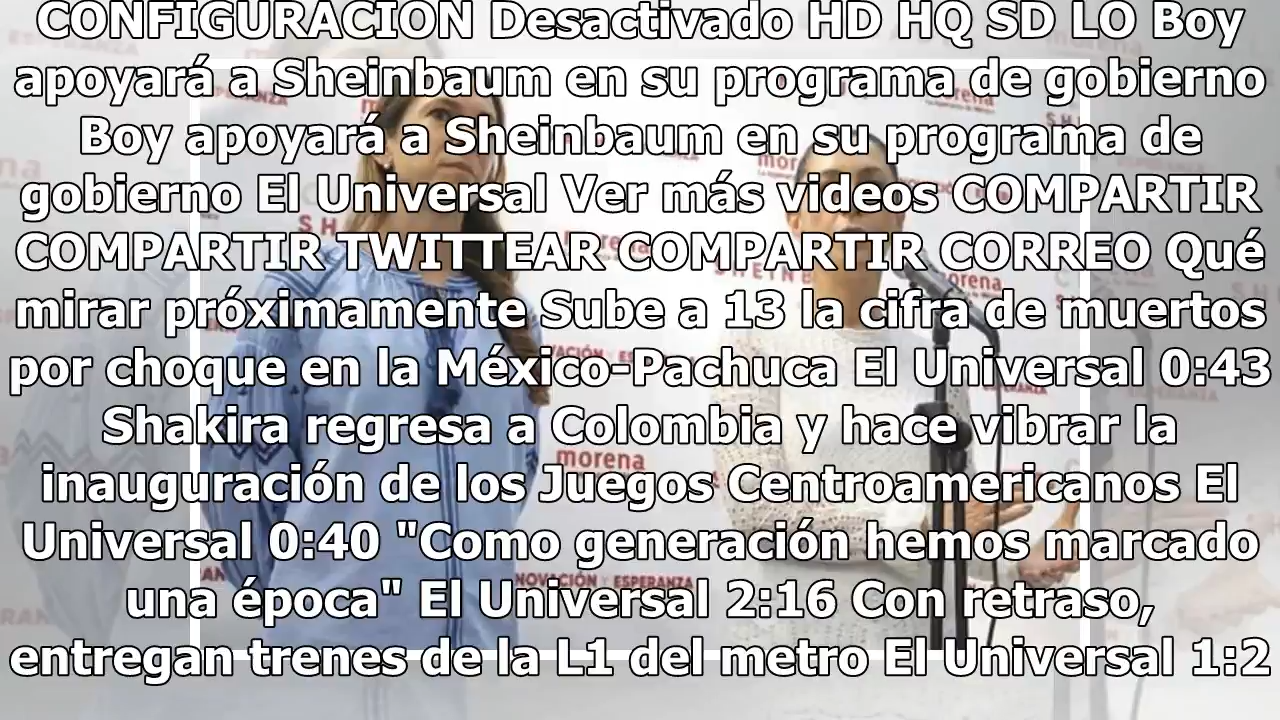 CONFIGURACIÓN Desactivado HD HQ SD LO Boy
apoyará a Sheinbaum en su programa de gobierno
Boy apoyará a Sheinbaum en su programa de
gobierno El Universal Ver más videos COMPARTIR
COMPARTIR TWITTEAR COMPARTIR CORREO Qué
mirar próximamente Sube a 13 la cifra de muertos
por choque en la México-Pachuca El Universal 0:43
Shakira regresa a Colombia y hace vibrar la
inauguración de los Juegos Centroamericanos El
Universal 0:40 "Como generación hemos marcado
una época" El Universal 2:16 Con retraso,
entregan trenes de la L1 del metro El Universal 1:2
morena